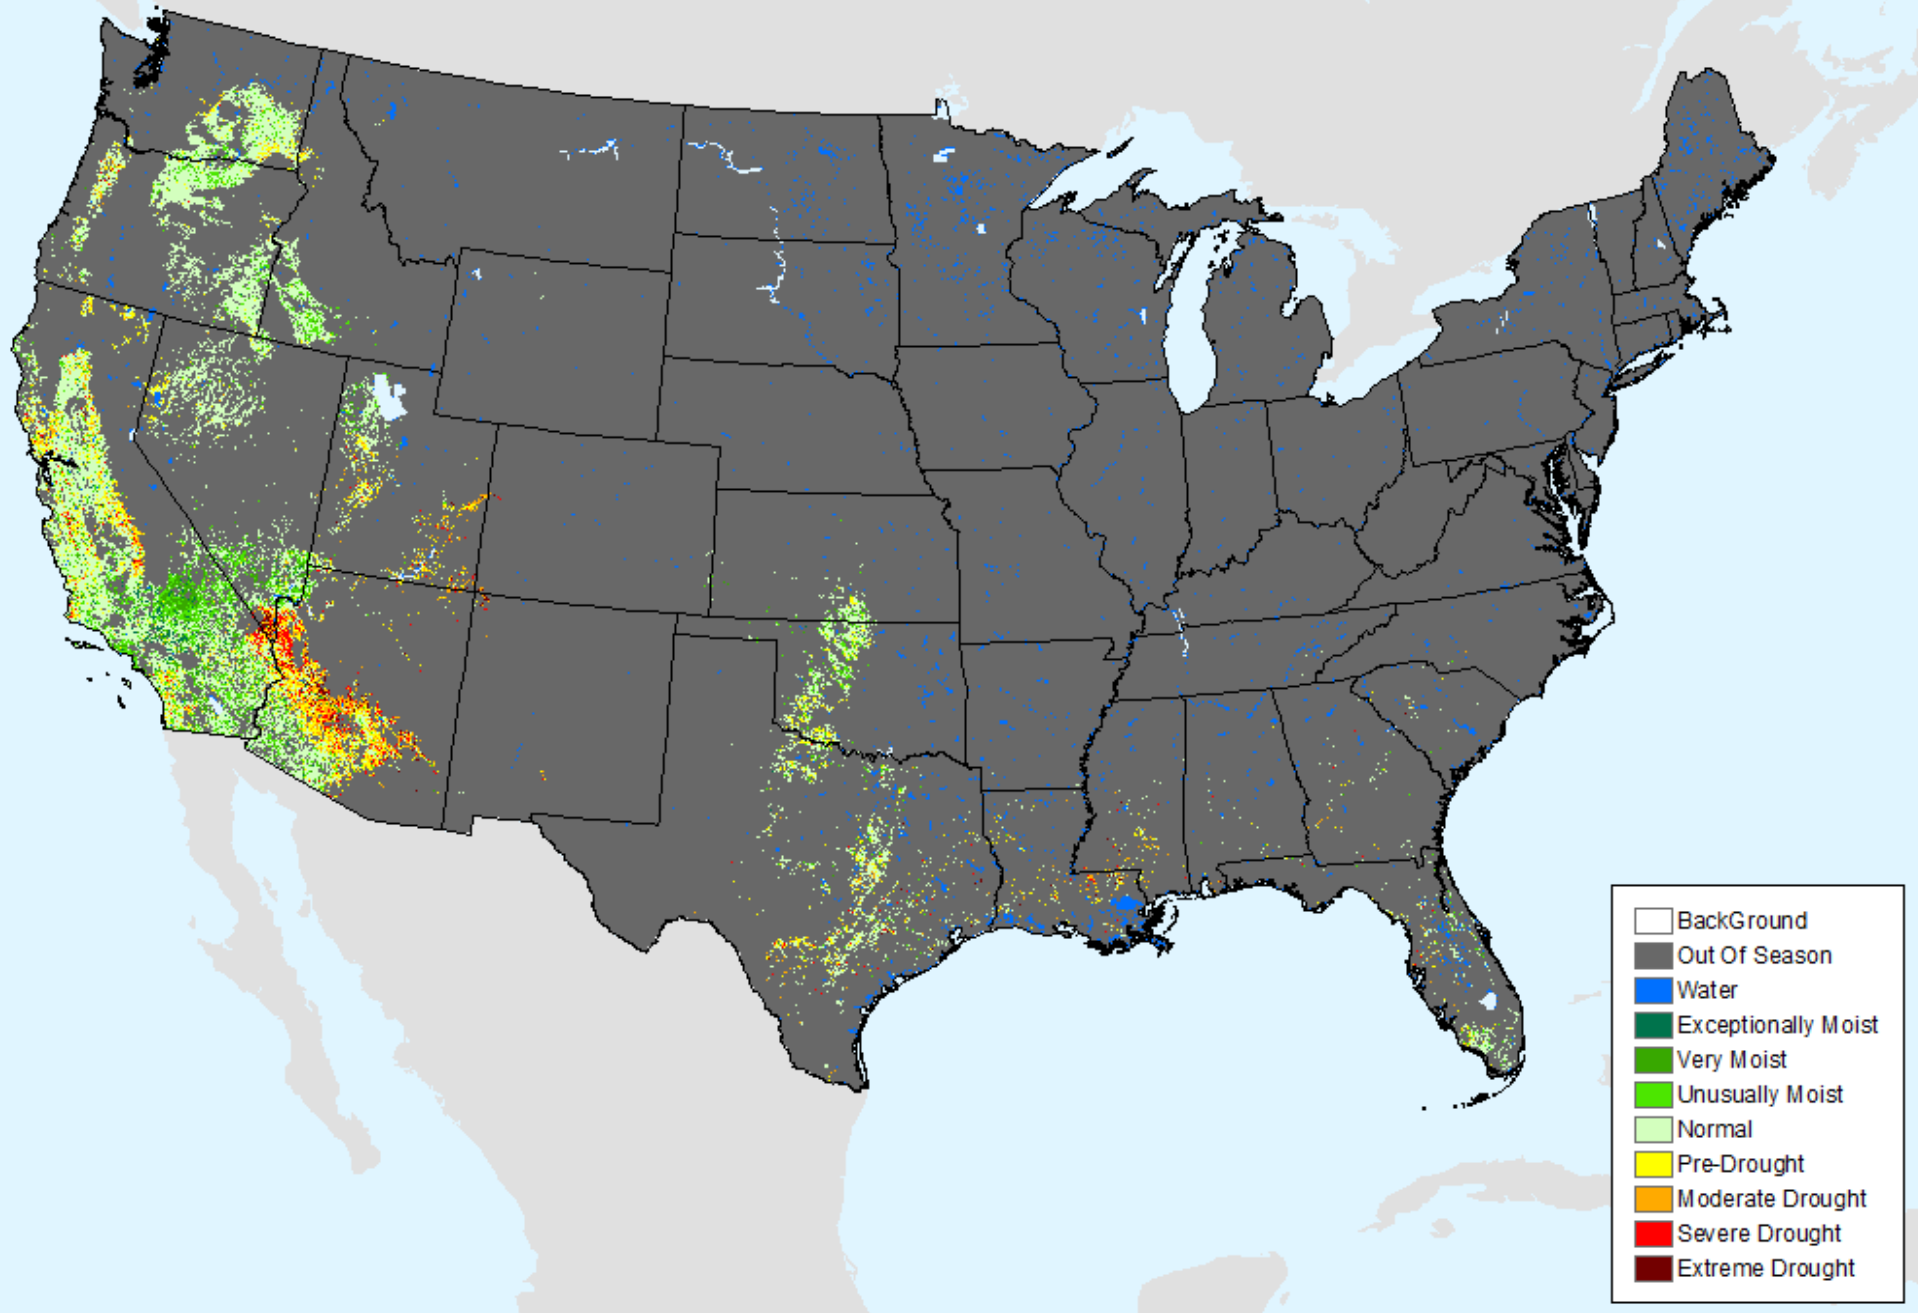 BackGround
Out Of Season
Water
Exceptionally Moist
Very Moist
Unusually Moist
Normal
Pre-Drought
Moderate Drought
Severe Drought
Extreme Drought